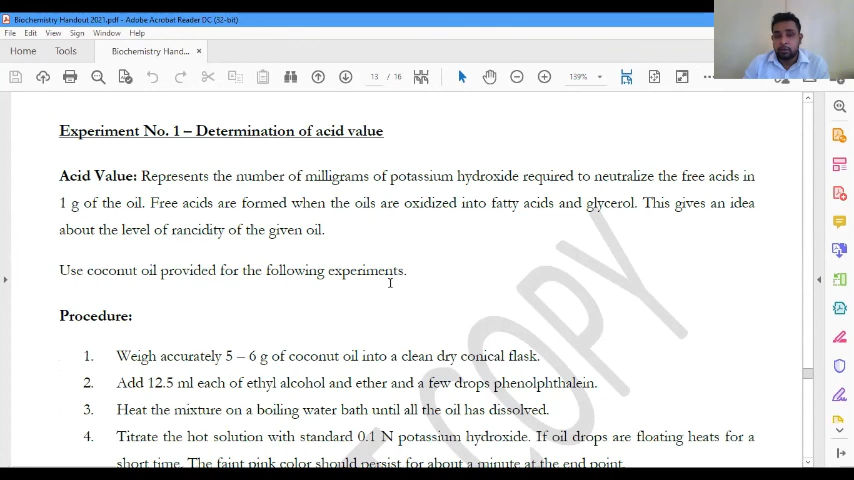 Biochemistry Handout 2021.pdf - Adobe Acrobat Reader DC (32-bit)
File Edit View Sign Window Help
Home Tools Biochemistry Hand... ×
13 / 16 139%
Experiment No. 1 – Determination of acid value
Acid Value: Represents the number of milligrams of potassium hydroxide required to neutralize the free acids in
1 g of the oil. Free acids are formed when the oils are oxidized into fatty acids and glycerol. This gives an idea
about the level of rancidity of the given oil.
Use coconut oil provided for the following experiments.
Procedure:
1. Weigh accurately 5 – 6 g of coconut oil into a clean dry conical flask.
2. Add 12.5 ml each of ethyl alcohol and ether and a few drops phenolphthalein.
3. Heat the mixture on a boiling water bath until all the oil has dissolved.
4. Titrate the hot solution with standard 0.1 N potassium hydroxide. If oil drops are floating heats for a
short time. The faint pink color should persist for about a minute at the end point.
T COPY